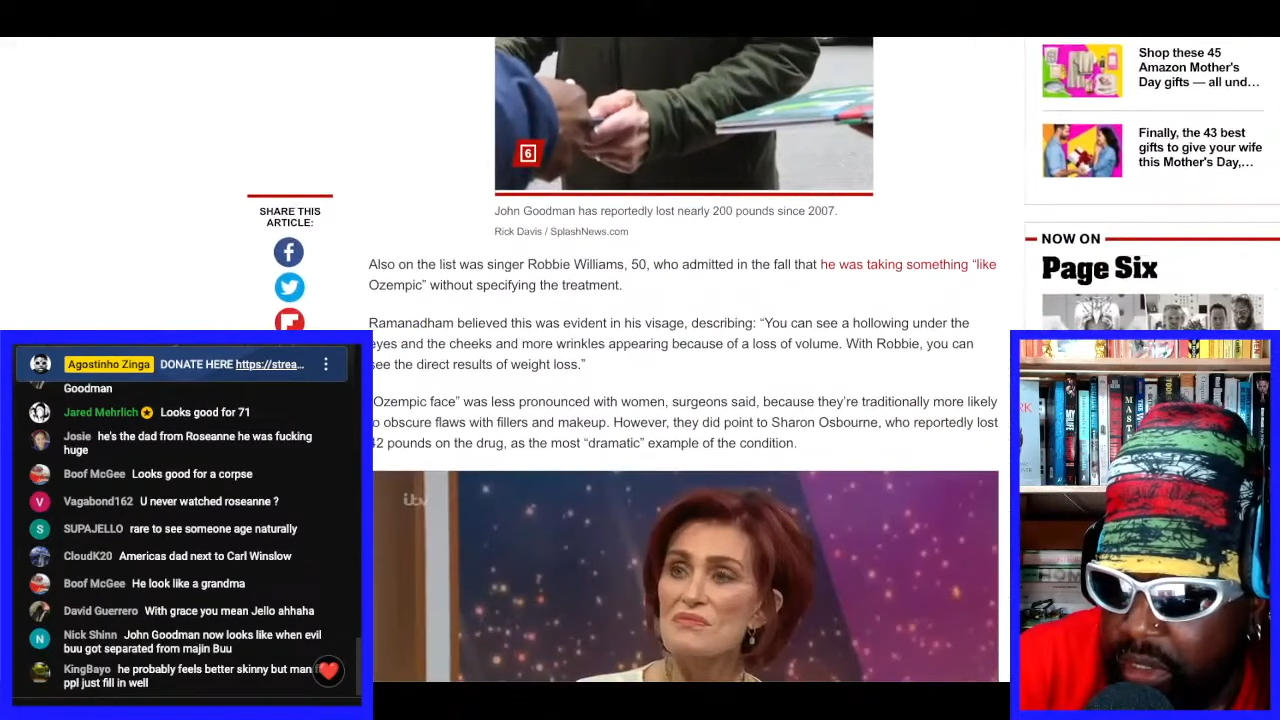 Shop these 45
Amazon Mother's
Day gifts — all und…
Finally, the 43 best
gifts to give your wife
this Mother's Day,…
6
SHARE THIS
ARTICLE:
f
John Goodman has reportedly lost nearly 200 pounds since 2007.
Rick Davis / SplashNews.com
NOW ON
Page Six
Also on the list was singer Robbie Williams, 50, who admitted in the fall that he was taking something “like
Ozempic” without specifying the treatment.
Ramanadham believed this was evident in his visage, describing: “You can see a hollowing under the
eyes and the cheeks and more wrinkles appearing because of a loss of volume. With Robbie, you can
see the direct results of weight loss.”
“Ozempic face” was less pronounced with women, surgeons said, because they’re traditionally more likely
to obscure flaws with fillers and makeup. However, they did point to Sharon Osbourne, who reportedly lost
42 pounds on the drug, as the most “dramatic” example of the condition.
itv
Agostinho Zinga DONATE HERE https://strea...
Goodman
Jared Mehrlich Looks good for 71
Josie he's the dad from Roseanne he was fucking
huge
Boof McGee Looks good for a corpse
V
Vagabond162 U never watched roseanne ?
S
SUPAJELLO rare to see someone age naturally
CloudK20 Americas dad next to Carl Winslow
Boof McGee He look like a grandma
David Guerrero With grace you mean Jello ahhaha
N
Nick Shinn John Goodman now looks like when evil
buu got separated from majin Buu
KingBayo he probably feels better skinny but man
ppl just fill in well